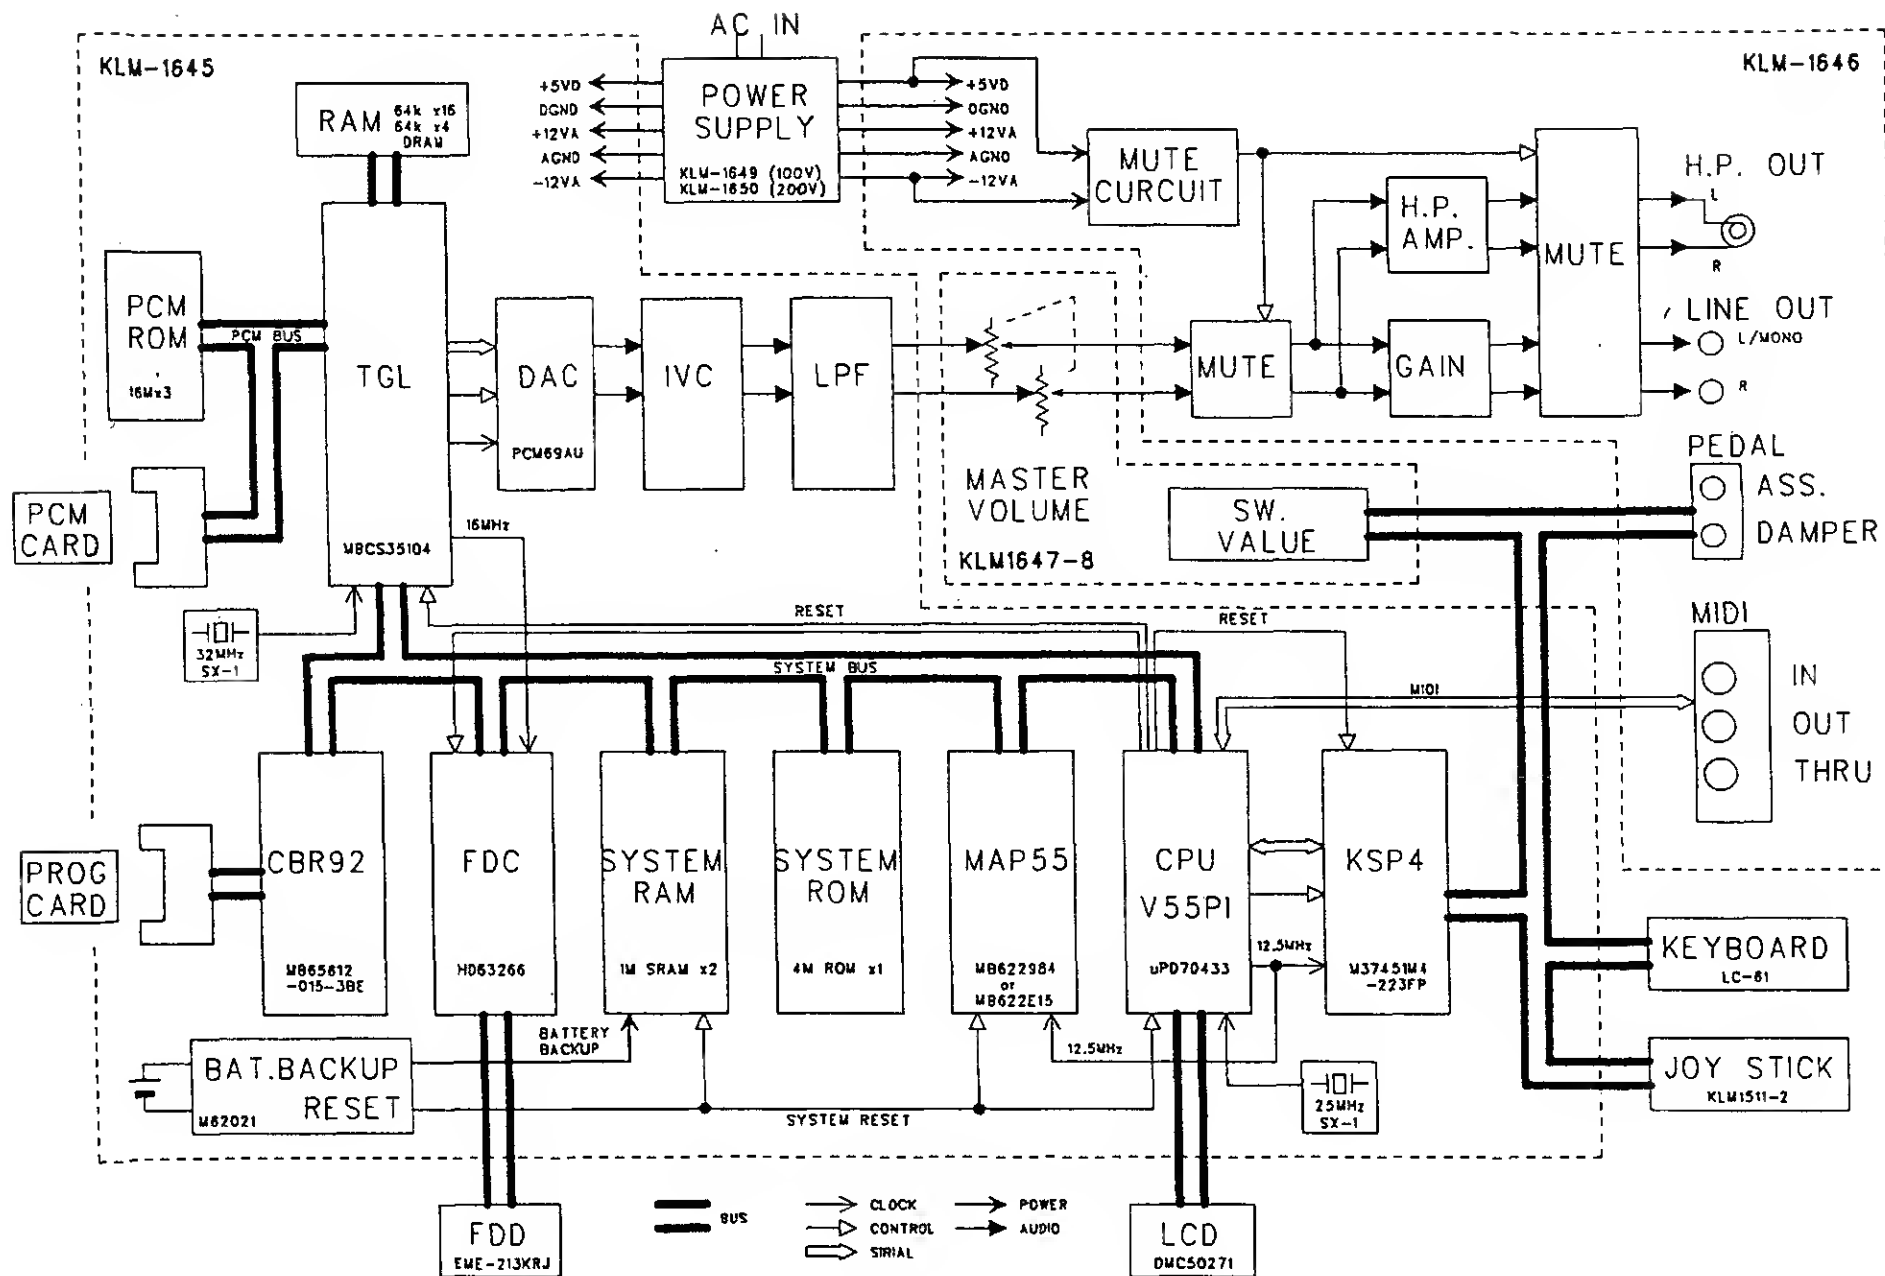 AC IN
KLM-1645
KLM-1646
+5VD
DGND
+12VA
AGND
-12VA
POWER
SUPPLY
KLM-1649 (100V)
KLM-1650 (200V)
+5VD
DGND
+12VA
AGND
-12VA
RAM
64k x16
64k x4
DRAM
MUTE
CURCUIT
H.P. OUT
L
R
H.P.
AMP.
MUTE
PCM
ROM
16Mx3
PCM BUS
TGL
MBCS35104
DAC
PCM69AU
IVC
LPF
MUTE
GAIN
LINE OUT
L/MONO
R
MASTER
VOLUME
KLM1647-8
SW.
VALUE
PEDAL
ASS.
DAMPER
PCM
CARD
16MHz
32MHz
SX-1
RESET
RESET
SYSTEM BUS
MIDI
MIDI
IN
OUT
THRU
PROG
CARD
CBR92
MB65612
-015-3BE
FDC
HD63266
SYSTEM
RAM
1M SRAM x2
SYSTEM
ROM
4M ROM x1
MAP55
MB622984
or
MB622E15
CPU
V55PI
uPD70433
12.5MHz
KSP4
M37451M4
-223FP
KEYBOARD
LC-61
JOY STICK
KLM1511-2
BATTERY
BACKUP
12.5MHz
BAT.BACKUP
RESET
M62021
SYSTEM RESET
25MHz
SX-1
FDD
EME-213KRJ
BUS
CLOCK
CONTROL
SIRIAL
POWER
AUDIO
LCD
DMC50271